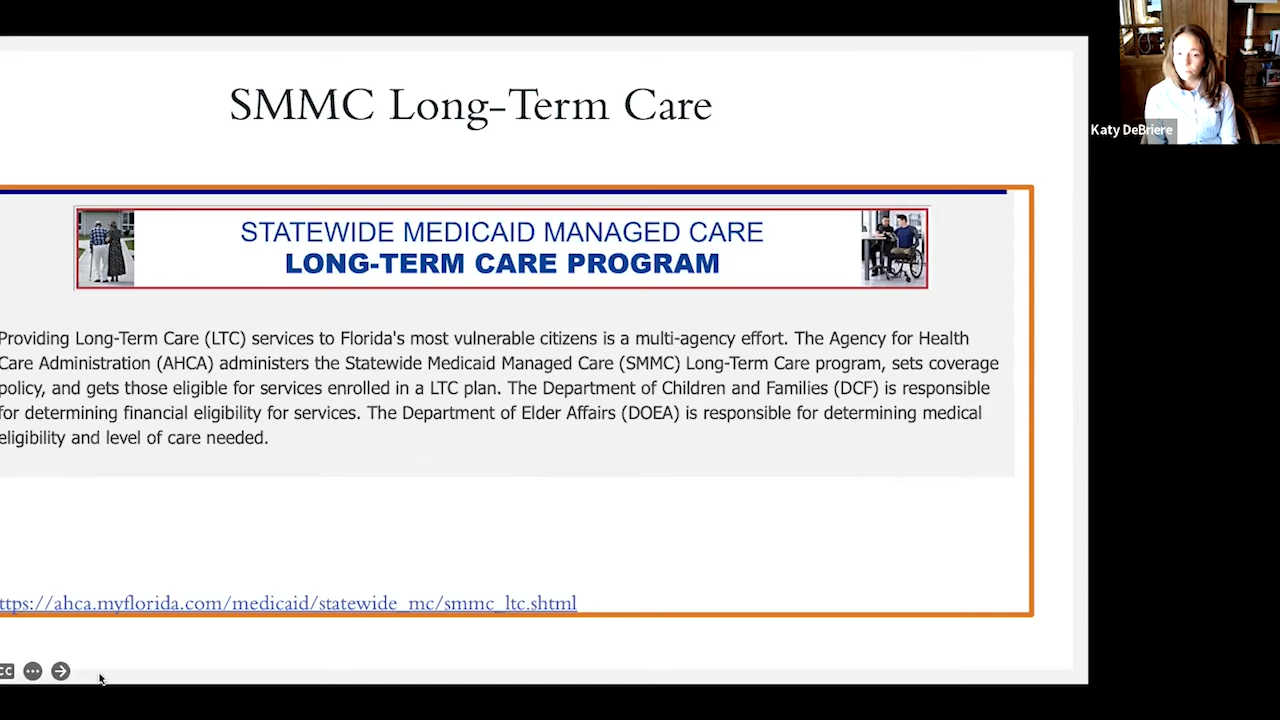 SMMC Long-Term Care
Katy DeBriere
STATEWIDE MEDICAID MANAGED CARE
LONG-TERM CARE PROGRAM
Providing Long-Term Care (LTC) services to Florida's most vulnerable citizens is a multi-agency effort. The Agency for Health
Care Administration (AHCA) administers the Statewide Medicaid Managed Care (SMMC) Long-Term Care program, sets coverage
policy, and gets those eligible for services enrolled in a LTC plan. The Department of Children and Families (DCF) is responsible
for determining financial eligibility for services. The Department of Elder Affairs (DOEA) is responsible for determining medical
eligibility and level of care needed.
ttps://ahca.myflorida.com/medicaid/statewide_mc/smmc_ltc.shtml
CC